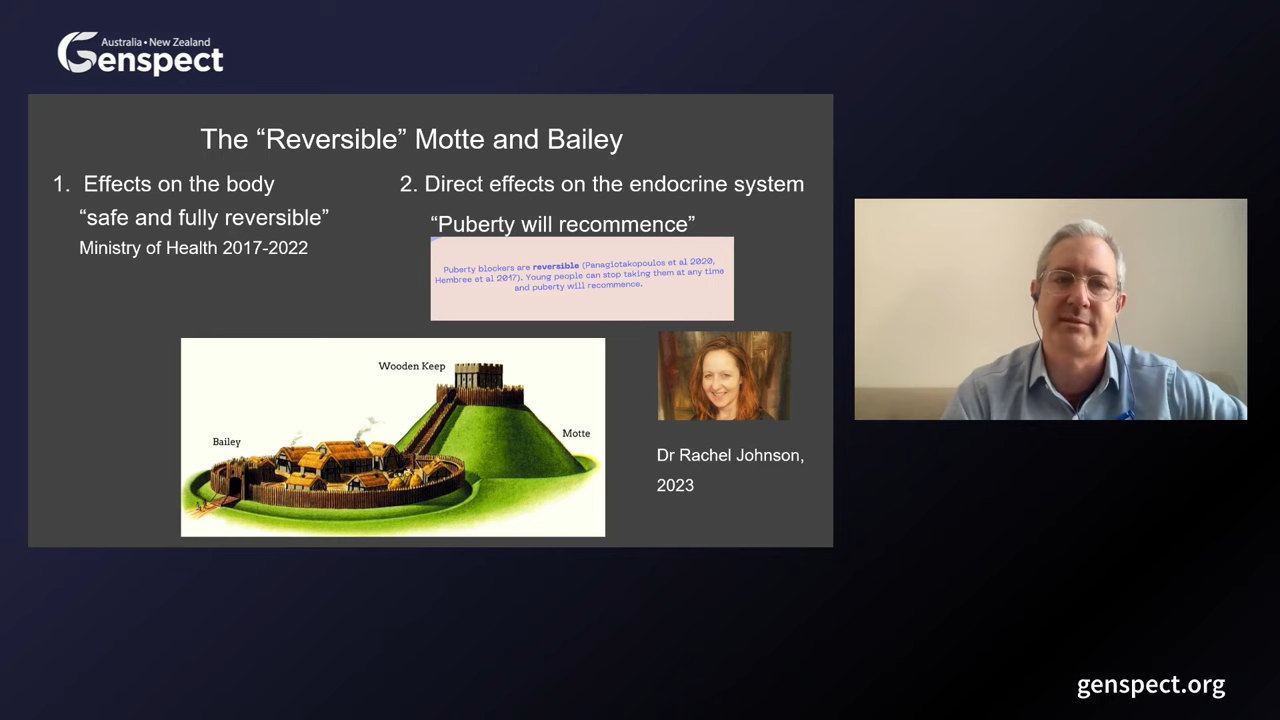 Australia • New Zealand
Genspect
The “Reversible” Motte and Bailey
1. Effects on the body
“safe and fully reversible”
Ministry of Health 2017-2022
2. Direct effects on the endocrine system
“Puberty will recommence”
Puberty blockers are reversible (Panagiotakopoulos et al 2020,
Hembree et al 2017). Young people can stop taking them at any time
and puberty will recommence.
Wooden Keep
Bailey
Motte
Dr Rachel Johnson,
2023
genspect.org